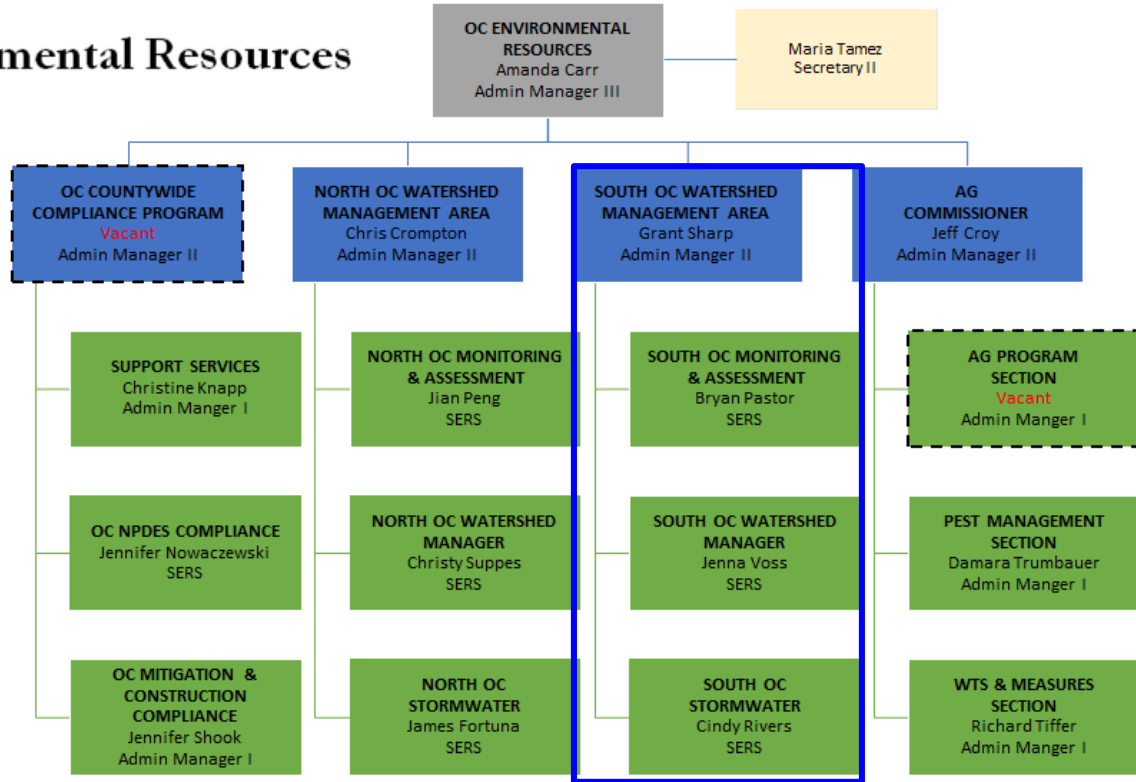 mental Resources
OC ENVIRONMENTAL
RESOURCES
Amanda Carr
Admin Manager III
Maria Tamez
Secretary II
OC COUNTYWIDE
COMPLIANCE PROGRAM
Vacant
Admin Manager II
NORTH OC WATERSHED
MANAGEMENT AREA
Chris Crompton
Admin Manager II
SOUTH OC WATERSHED
MANAGEMENT AREA
Grant Sharp
Admin Manger II
AG
COMMISSIONER
Jeff Croy
Admin Manager II
SUPPORT SERVICES
Christine Knapp
Admin Manger I
NORTH OC MONITORING
& ASSESSMENT
Jian Peng
SERS
SOUTH OC MONITORING
& ASSESSMENT
Bryan Pastor
SERS
AG PROGRAM
SECTION
Vacant
Admin Manager I
OC NPDES COMPLIANCE
Jennifer Nowaczewski
SERS
NORTH OC WATERSHED
MANAGER
Christy Suppes
SERS
SOUTH OC WATERSHED
MANAGER
Jenna Voss
SERS
PEST MANAGEMENT
SECTION
Damara Trumbauer
Admin Manger I
OC MITIGATION &
CONSTRUCTION
COMPLIANCE
Jennifer Shook
Admin Manager I
NORTH OC
STORMWATER
James Fortuna
SERS
SOUTH OC
STORMWATER
Cindy Rivers
SERS
WTS & MEASURES
SECTION
Richard Tiffer
Admin Manger I